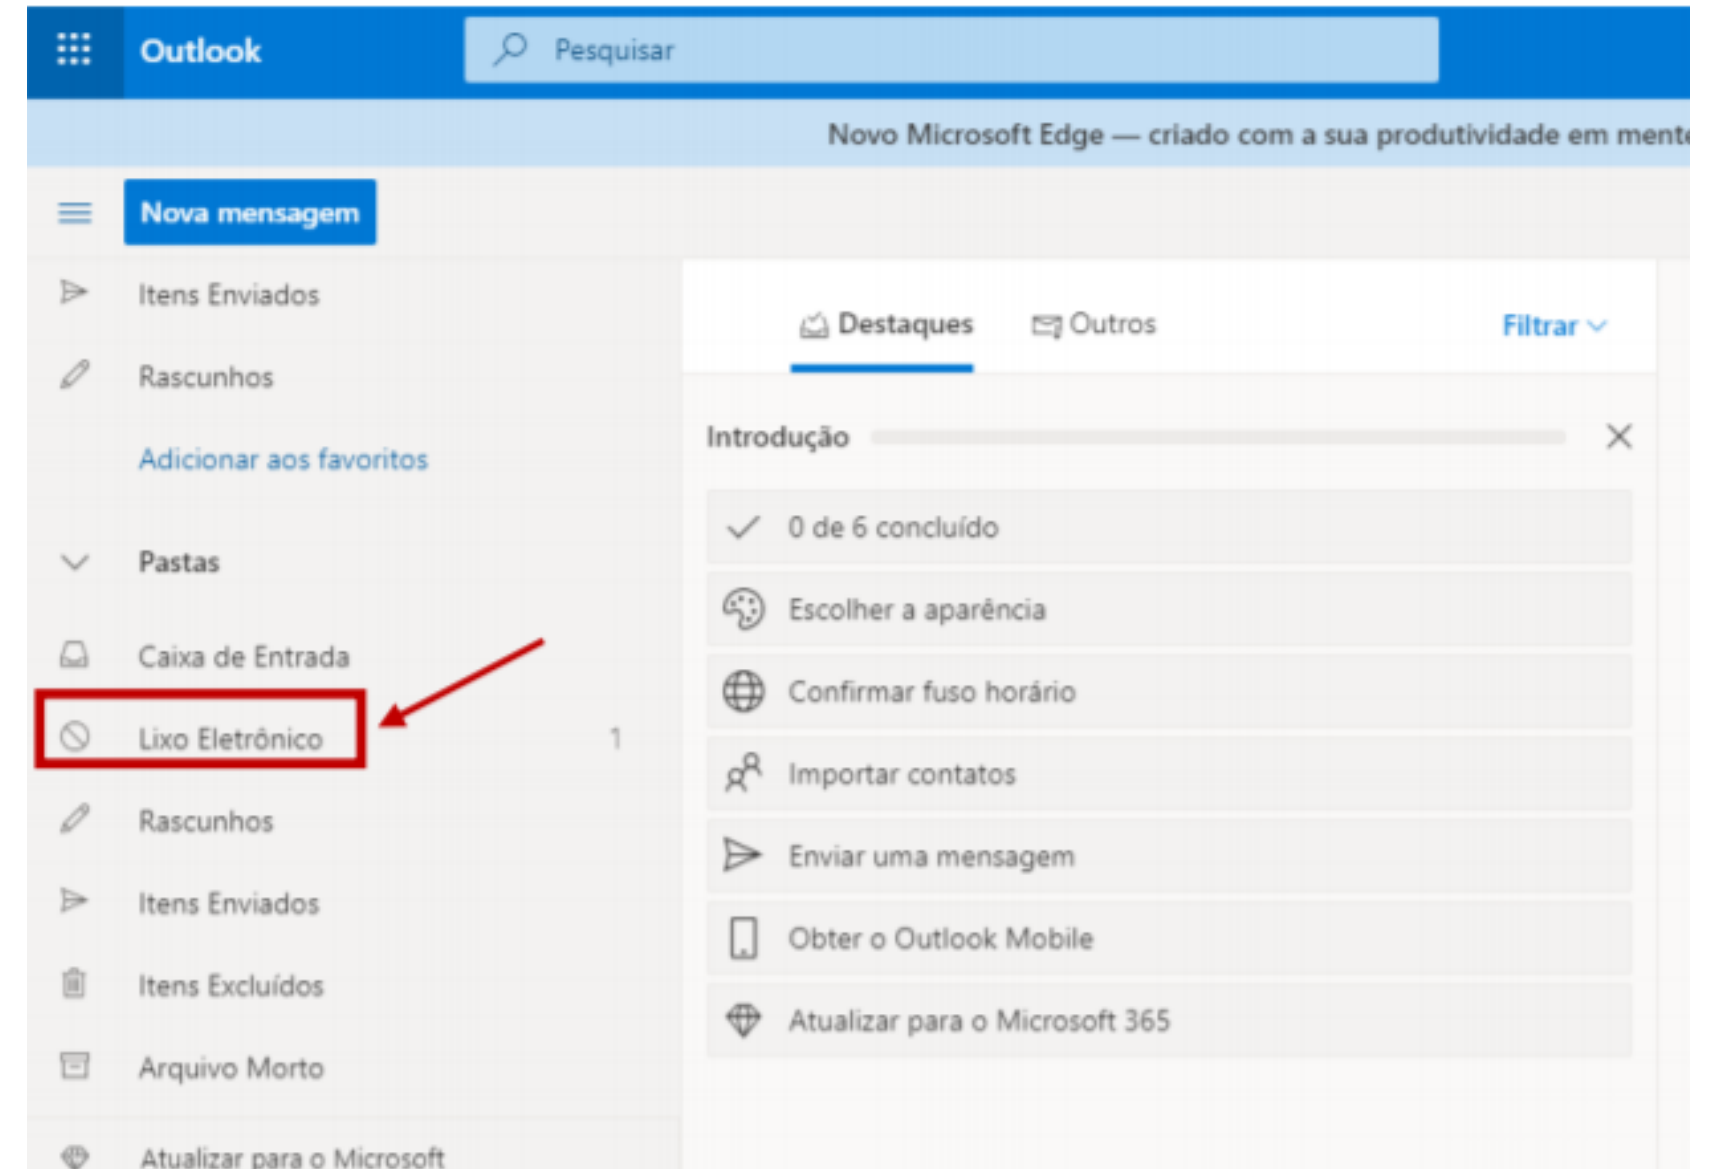 Outlook
Pesquisar
Novo Microsoft Edge — criado com a sua produtividade em mente
Nova mensagem
Itens Enviados
Rascunhos
Adicionar aos favoritos
Pastas
Caixa de Entrada
Lixo Eletrônico 1
Rascunhos
Itens Enviados
Itens Excluídos
Arquivo Morto
Atualizar para o Microsoft
Destaques
Outros
Filtrar
Introdução
0 de 6 concluído
Escolher a aparência
Confirmar fuso horário
Importar contatos
Enviar uma mensagem
Obter o Outlook Mobile
Atualizar para o Microsoft 365